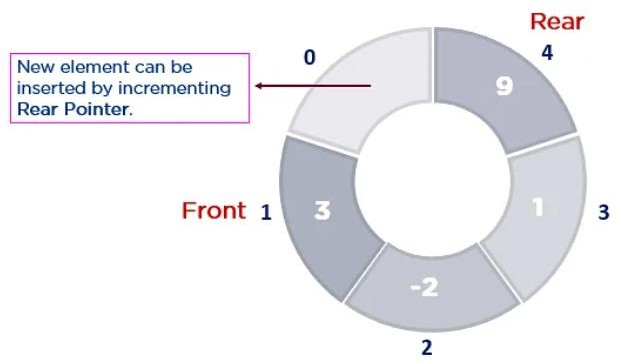 Rear
4
0
New element can be
inserted by incrementing
Rear Pointer.
9
Front 1
3
1
3
-2
2